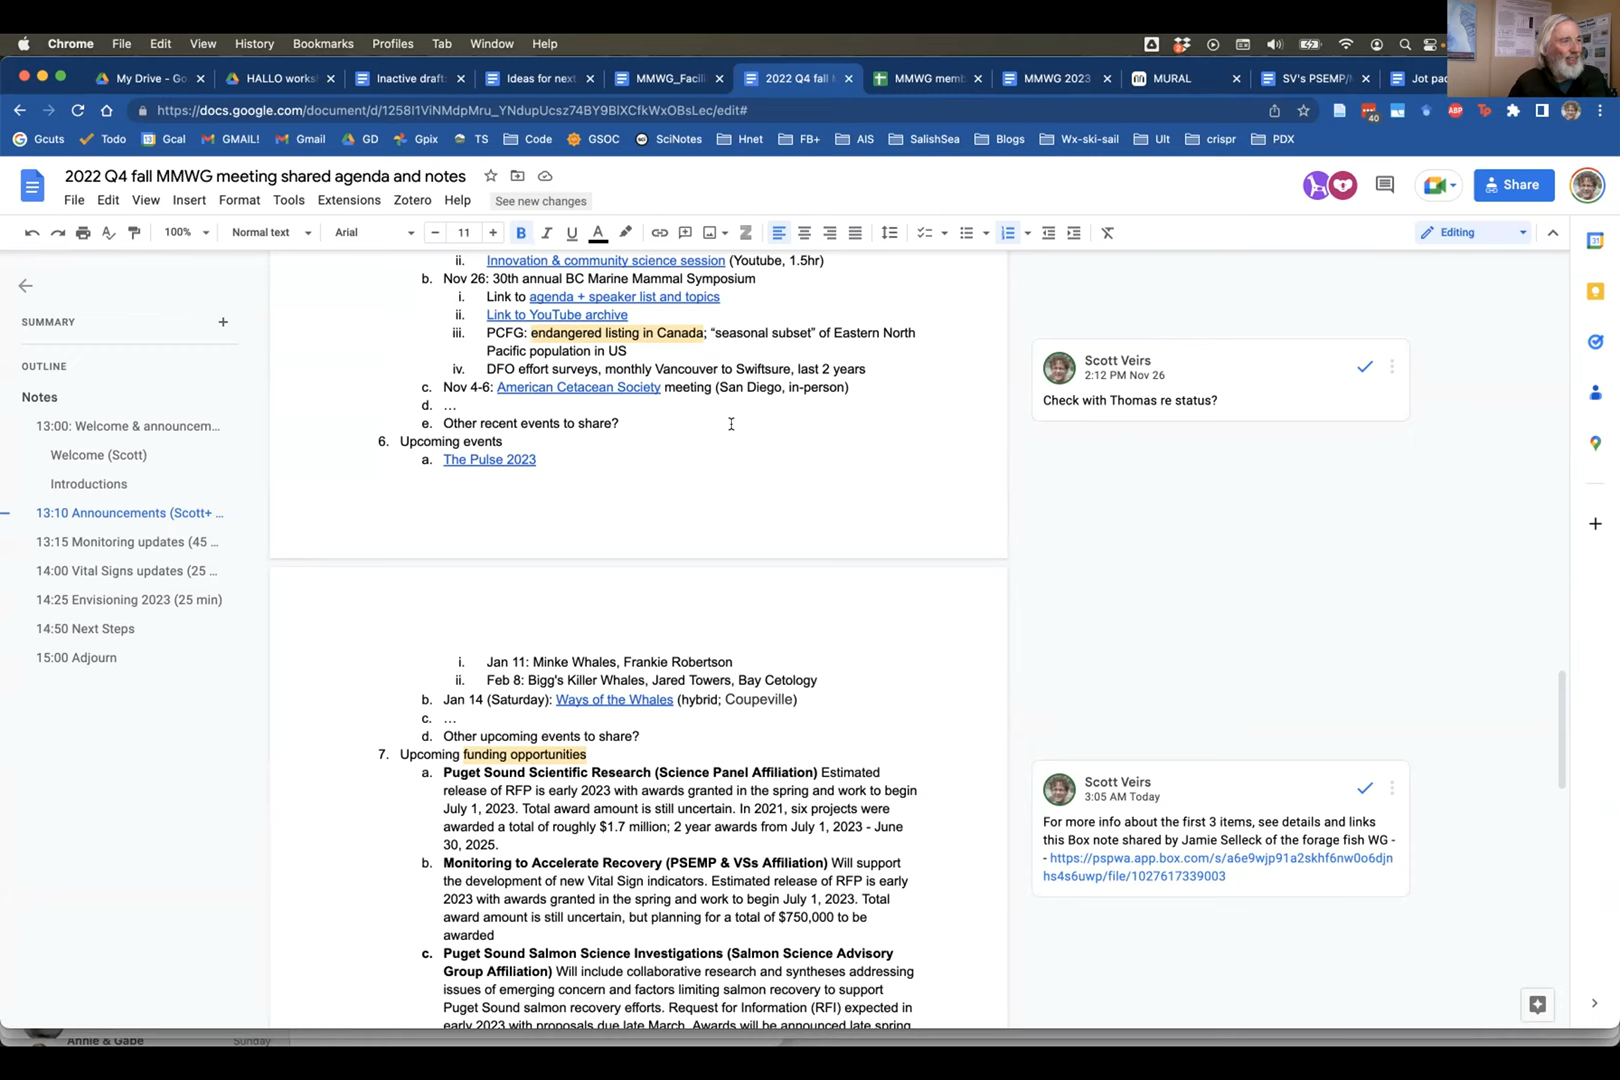 Chrome File Edit View History Bookmarks Profiles Tab Window Help
My Drive - Go
HALLO works
Inactive draft
Ideas for next
MMWG_Facili
2022 Q4 fall
MMWG memb
MMWG 2023
MURAL
SV's PSEMP/
Jot pac
https://docs.google.com/document/d/1258I1ViNMdpMru_YNdupUcsz74BY9BlXCfkWxOBsLec/edit#
40 ABP
Gcuts Todo Gcal GMAIL! Gmail GD Gpix TS Code GSOC SciNotes Hnet FB+ AIS SalishSea Blogs Wx-ski-sail Ult crispr PDX
2022 Q4 fall MMWG meeting shared agenda and notes
File Edit View Insert Format Tools Extensions Zotero Help See new changes
Share
100% Normal text Arial 11 B I U A Z
Editing
SUMMARY
OUTLINE
Notes
13:00: Welcome & announcem...
Welcome (Scott)
Introductions
13:10 Announcements (Scott+ ...
13:15 Monitoring updates (45 ...
14:00 Vital Signs updates (25 ...
14:25 Envisioning 2023 (25 min)
14:50 Next Steps
15:00 Adjourn
ii. Innovation & community science session (Youtube, 1.5hr)
b. Nov 26: 30th annual BC Marine Mammal Symposium
i. Link to agenda + speaker list and topics
ii. Link to YouTube archive
iii. PCFG: endangered listing in Canada; “seasonal subset” of Eastern North
Pacific population in US
iv. DFO effort surveys, monthly Vancouver to Swiftsure, last 2 years
c. Nov 4-6: American Cetacean Society meeting (San Diego, in-person)
d. ...
e. Other recent events to share?
6. Upcoming events
a. The Pulse 2023
i. Jan 11: Minke Whales, Frankie Robertson
ii. Feb 8: Bigg's Killer Whales, Jared Towers, Bay Cetology
b. Jan 14 (Saturday): Ways of the Whales (hybrid; Coupeville)
c. ...
d. Other upcoming events to share?
7. Upcoming funding opportunities
a. Puget Sound Scientific Research (Science Panel Affiliation) Estimated
release of RFP is early 2023 with awards granted in the spring and work to begin
July 1, 2023. Total award amount is still uncertain. In 2021, six projects were
awarded a total of roughly $1.7 million; 2 year awards from July 1, 2023 - June
30, 2025.
b. Monitoring to Accelerate Recovery (PSEMP & VSs Affiliation) Will support
the development of new Vital Sign indicators. Estimated release of RFP is early
2023 with awards granted in the spring and work to begin July 1, 2023. Total
award amount is still uncertain, but planning for a total of $750,000 to be
awarded
c. Puget Sound Salmon Science Investigations (Salmon Science Advisory
Group Affiliation) Will include collaborative research and syntheses addressing
issues of emerging concern and factors limiting salmon recovery to support
Puget Sound salmon recovery efforts. Request for Information (RFI) expected in
early 2023 with proposals due late March. Awards will be announced late spring
Scott Veirs
2:12 PM Nov 26
Check with Thomas re status?
Scott Veirs
3:05 AM Today
For more info about the first 3 items, see details and links
this Box note shared by Jamie Selleck of the forage fish WG -
- https://pspwa.app.box.com/s/a6e9wjp91a2skhf6nw0o6djn
hs4s6uwp/file/1027617339003
Annie & Gabe Sunday